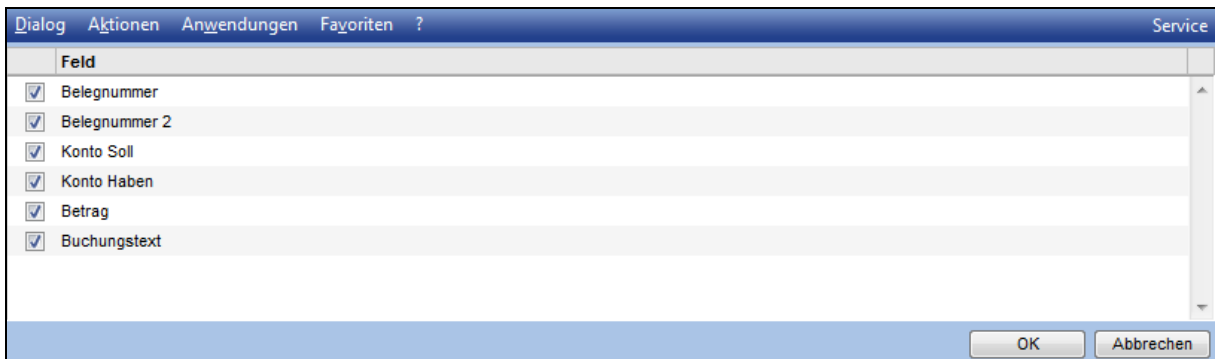 Dialog Aktionen Anwendungen Favoriten ? Service
Feld
Belegnummer
Belegnummer 2
Konto Soll
Konto Haben
Betrag
Buchungstext
OK Abbrechen